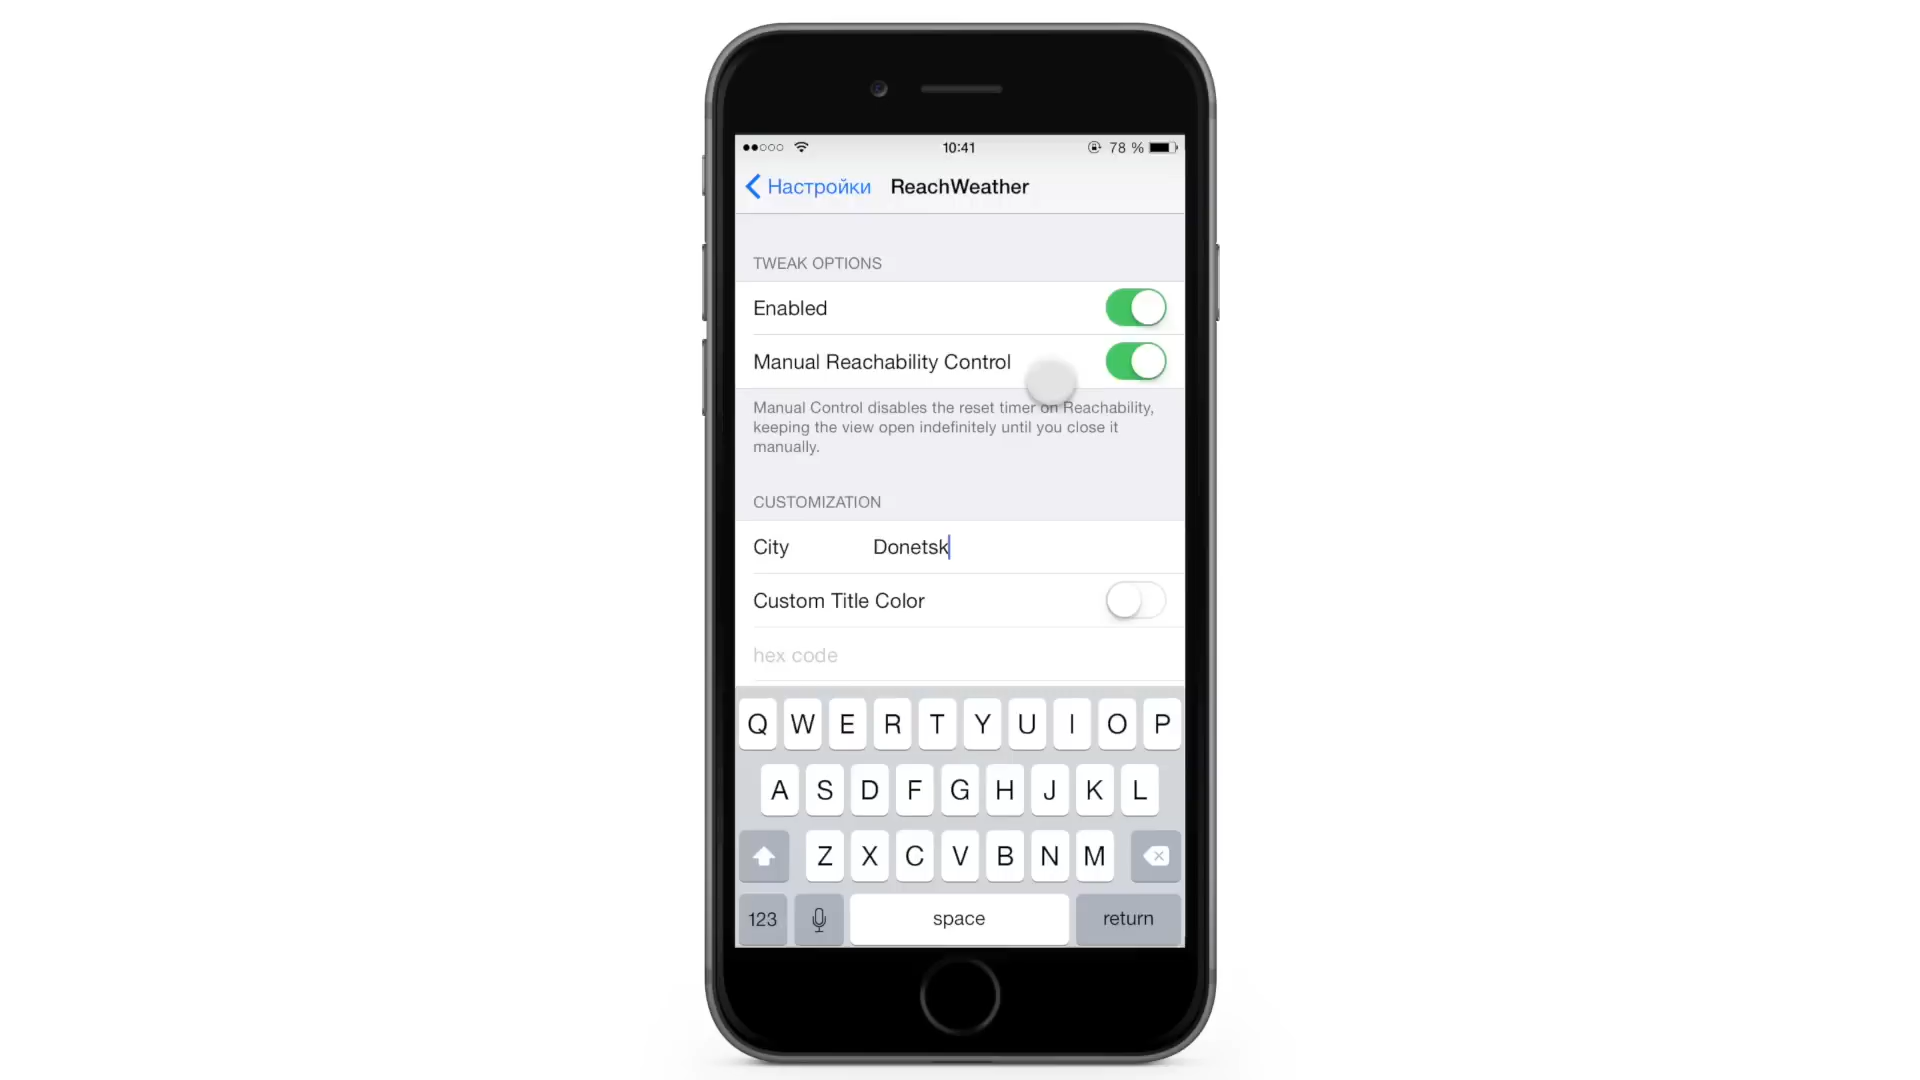 10:41
78 %
Настройки ReachWeather
TWEAK OPTIONS
Enabled
Manual Reachability Control
Manual Control disables the reset timer on Reachability,
keeping the view open indefinitely until you close it
manually.
CUSTOMIZATION
City Donetsk
Custom Title Color
hex code
Q W E R T Y U I O P
A S D F G H J K L
Z X C V B N M
123 space return